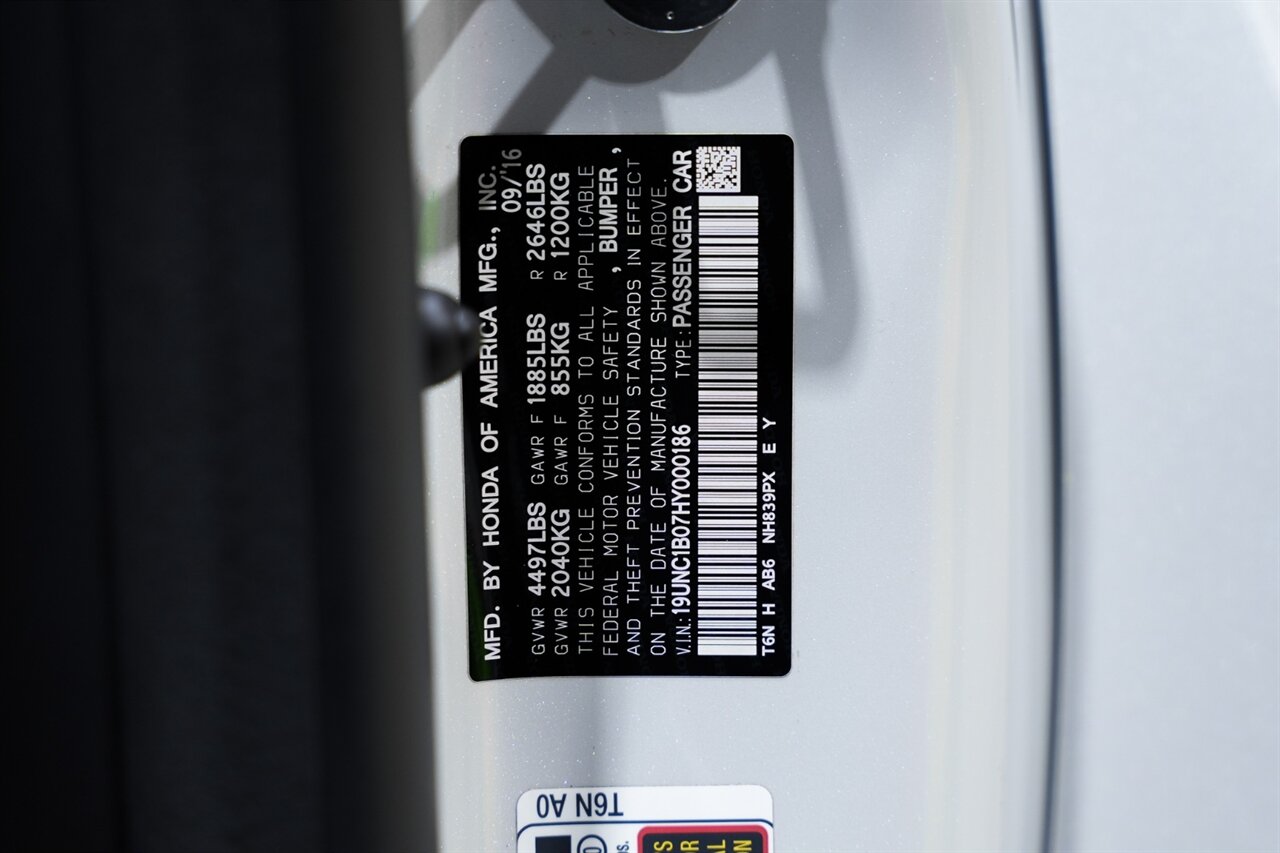 MFD. BY HONDA OF AMERICA MFG., INC.
09/'16
GVWR 4497LBS GAWR F 1885LBS R 2646LBS
GVWR 2040KG GAWR F 855KG R 1200KG
THIS VEHICLE CONFORMS TO ALL APPLICABLE
FEDERAL MOTOR VEHICLE SAFETY , BUMPER ,
AND THEFT PREVENTION STANDARDS IN EFFECT
ON THE DATE OF MANUFACTURE SHOWN ABOVE.
V.I.N:19UNC1B07HY000186 TYPE:PASSENGER CAR
T6N H AB6 NH839PX E Y
T6N A0